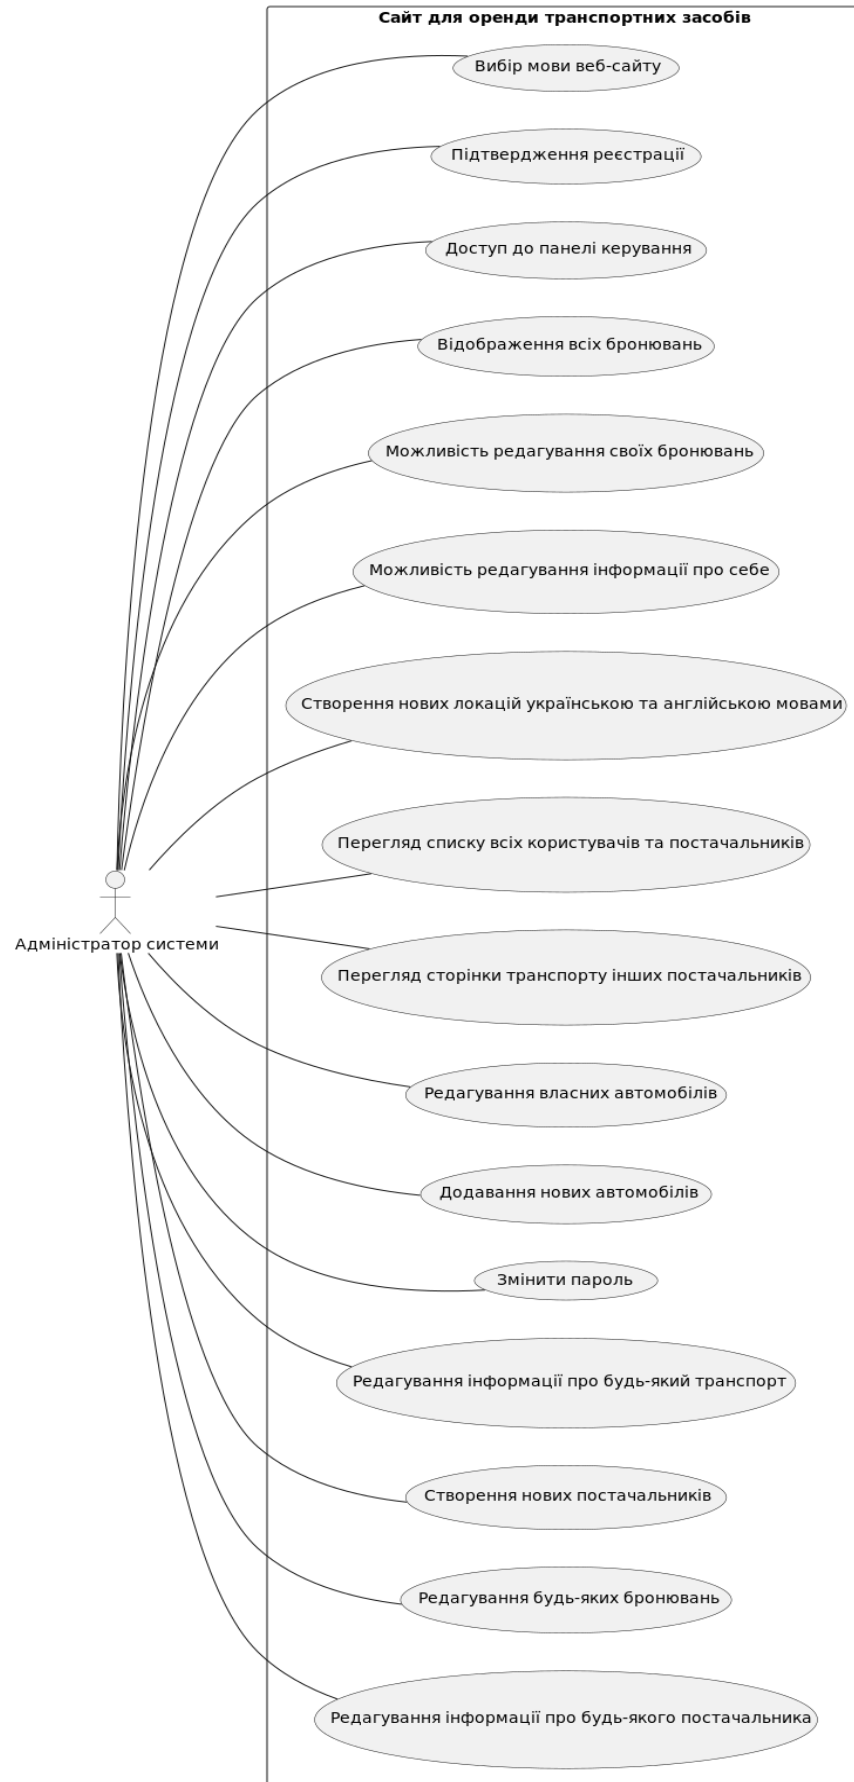 Сайт для оренди транспортних засобів
Вибір мови веб-сайту
Підтвердження реєстрації
Доступ до панелі керування
Відображення всіх бронювань
Можливість редагування своїх бронювань
Можливість редагування інформації про себе
Створення нових локацій українською та англійською мовами
Перегляд списку всіх користувачів та постачальників
Адміністратор системи
Перегляд сторінки транспорту інших постачальників
Редагування власних автомобілів
Додавання нових автомобілів
Змінити пароль
Редагування інформації про будь-який транспорт
Створення нових постачальників
Редагування будь-яких бронювань
Редагування інформації про будь-якого постачальника